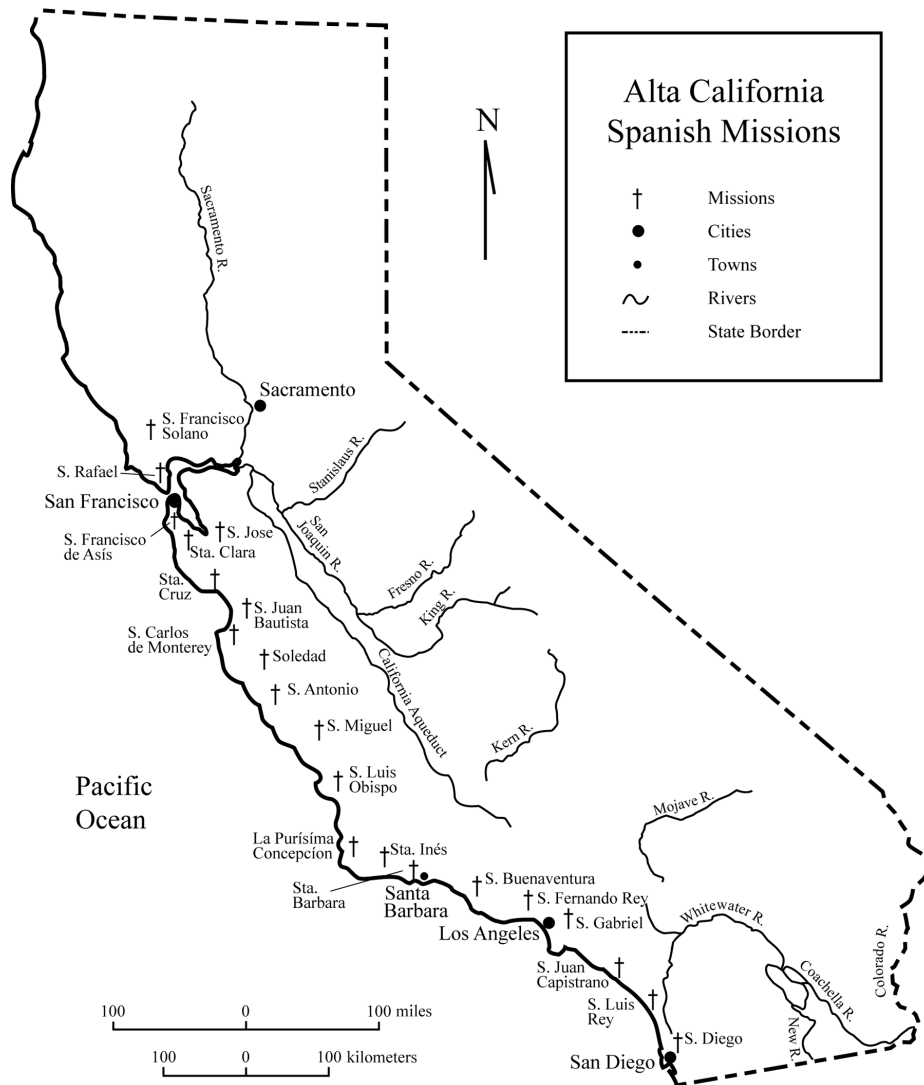 Alta California
Spanish Missions
Missions
Cities
Towns
Rivers
State Border
N
Sacramento R.
Sacramento
S. Francisco
Solano
S. Rafael
San Francisco
S. Francisco
de Asís
S. Jose
Sta. Clara
Stanislaus R.
San
Joaquin R.
Fresno R.
King R.
Sta.
Cruz
S. Juan
Bautista
S. Carlos
de Monterey
Soledad
S. Antonio
California Aqueduct
S. Miguel
Kern R.
S. Luis
Obispo
Pacific
Ocean
Mojave R.
La Purísima
Concepcíon
Sta. Inés
Sta.
Barbara
Santa
Barbara
S. Buenaventura
S. Fernando Rey
S. Gabriel
Los Angeles
Whitewater R.
Colorado R.
Coachella R.
New R.
S. Juan
Capistrano
S. Luis
Rey
S. Diego
San Diego
100 0 100 miles
100 0 100 kilometers